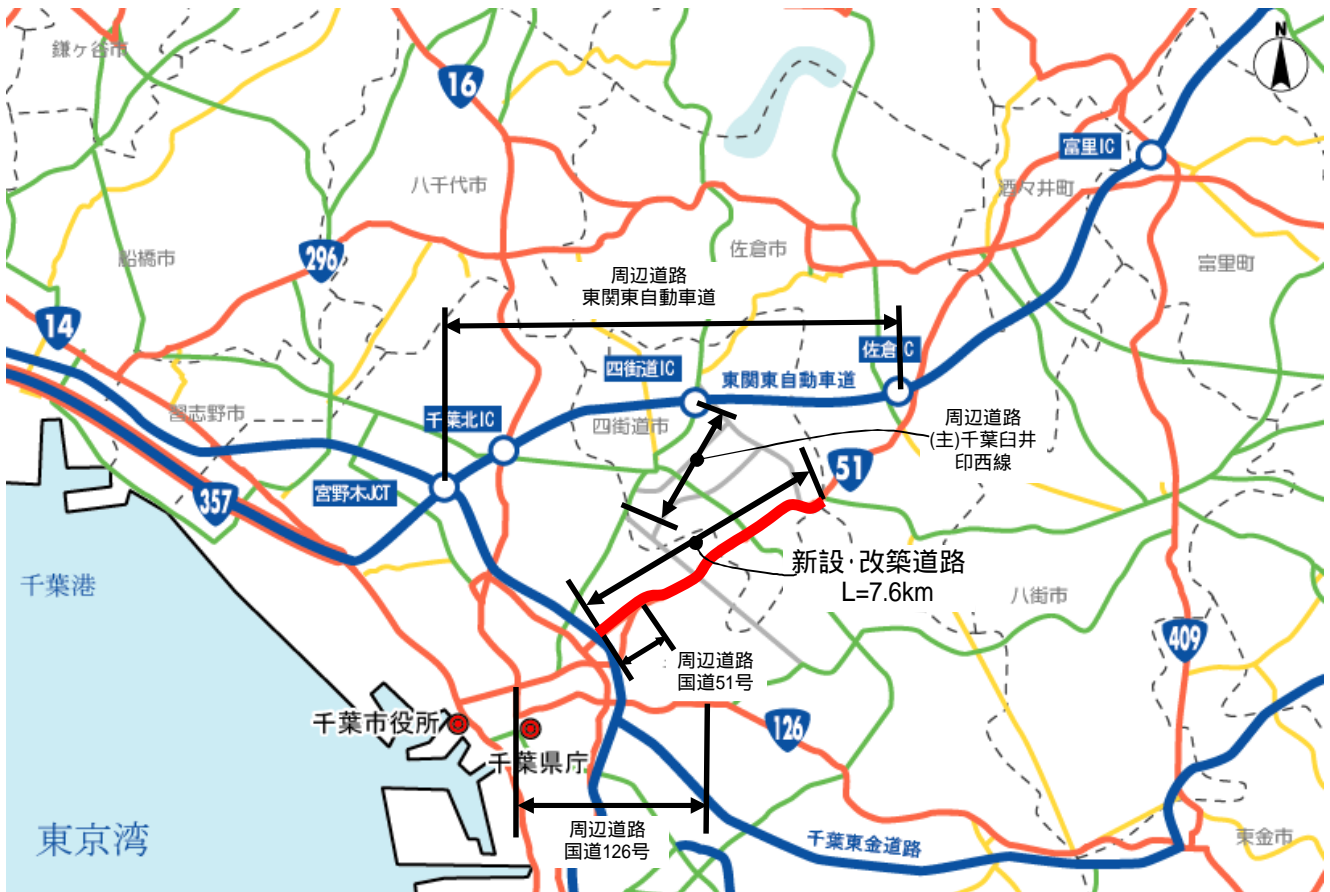 鎌ヶ谷市
16
N
富里IC
八千代市
酒々井町
船橋市
296
佐倉市
富里町
周辺道路
東関東自動車道
14
佐倉IC
四街道IC
東関東自動車道
習志野市
千葉北IC
四街道市
周辺道路
(主)千葉臼井
印西線
51
宮野木JCT
357
新設・改築道路
L=7.6km
千葉港
八街市
409
周辺道路
国道51号
千葉市役所
126
千葉県庁
周辺道路
国道126号
千葉東金道路
東京湾
東金市